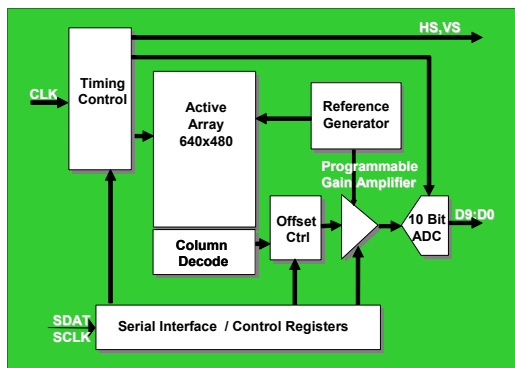 HS,VS
Timing
Control
CLK
Active
Array
640x480
Reference
Generator
Programmable
Gain Amplifier
Offset
Ctrl
10 Bit
ADC
D9:D0
Column
Decode
SDAT
SCLK
Serial Interface / Control Registers